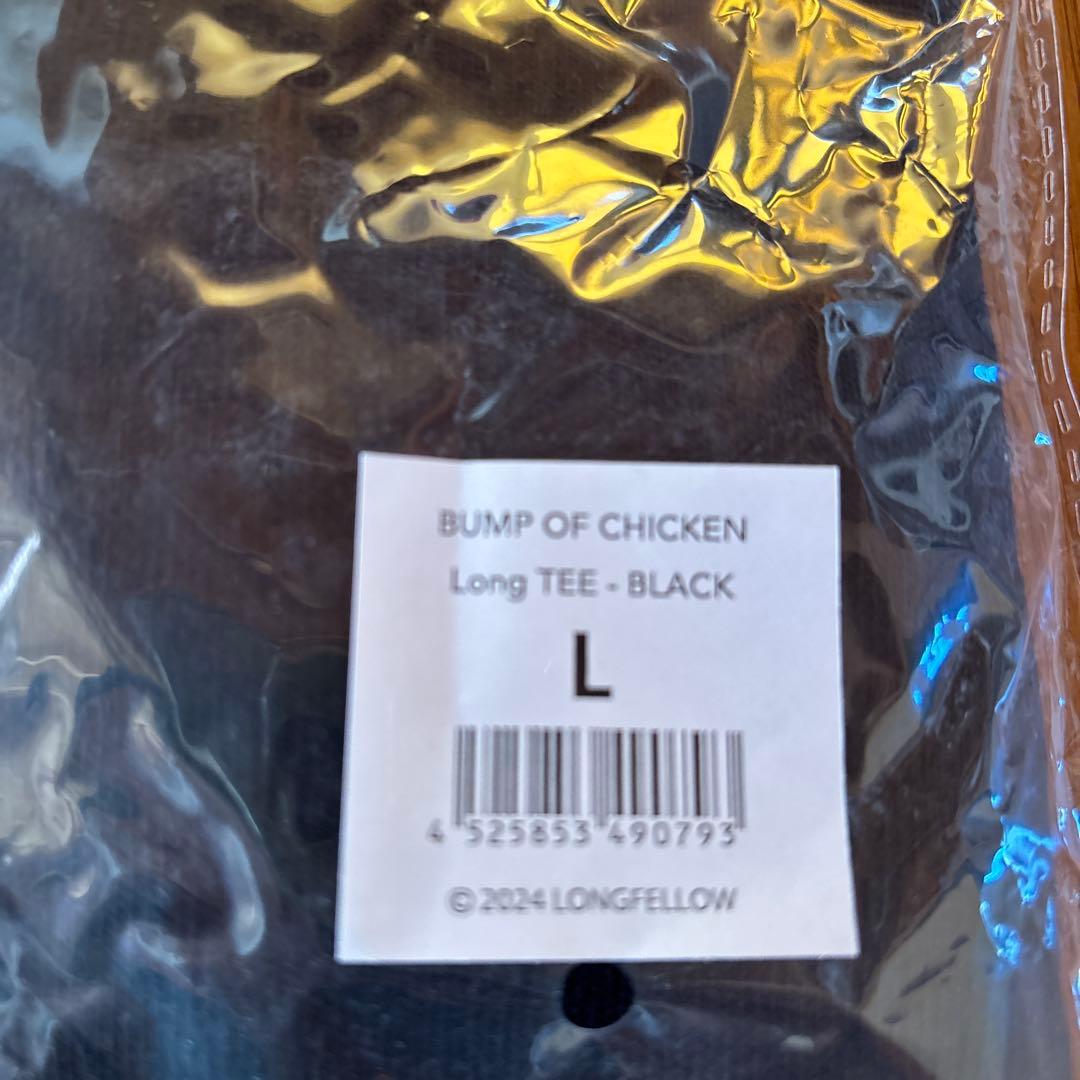 BUMP OF CHICKEN
Long TEE - BLACK
L
4 525853 490793
© 2024 LONGFELLOW